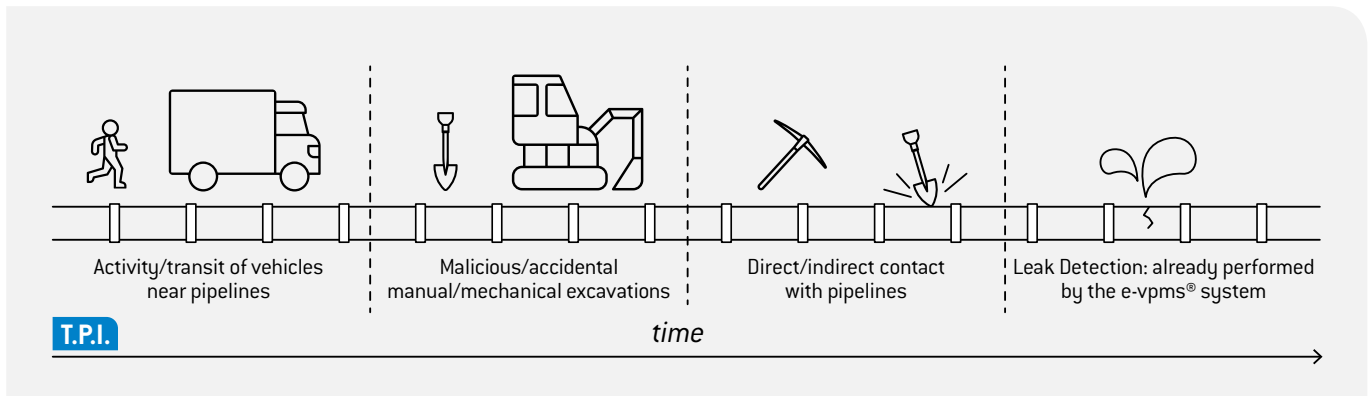 Activity/transit of vehicles
near pipelines
Malicious/accidental
manual/mechanical excavations
Direct/indirect contact
with pipelines
Leak Detection: already performed
by the e-vpms® system
T.P.I.
time